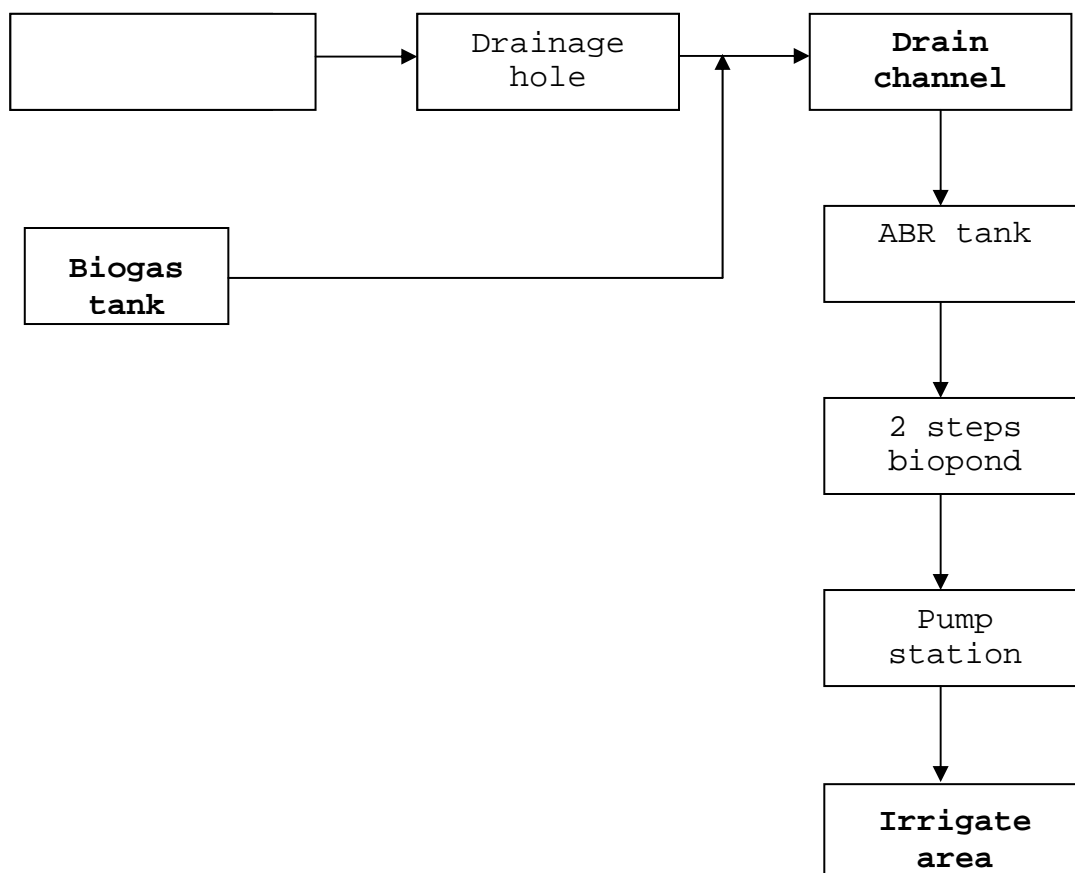 Drainage
hole
Drain
channel
Biogas
tank
ABR tank
2 steps
biopond
Pump
station
Irrigate
area